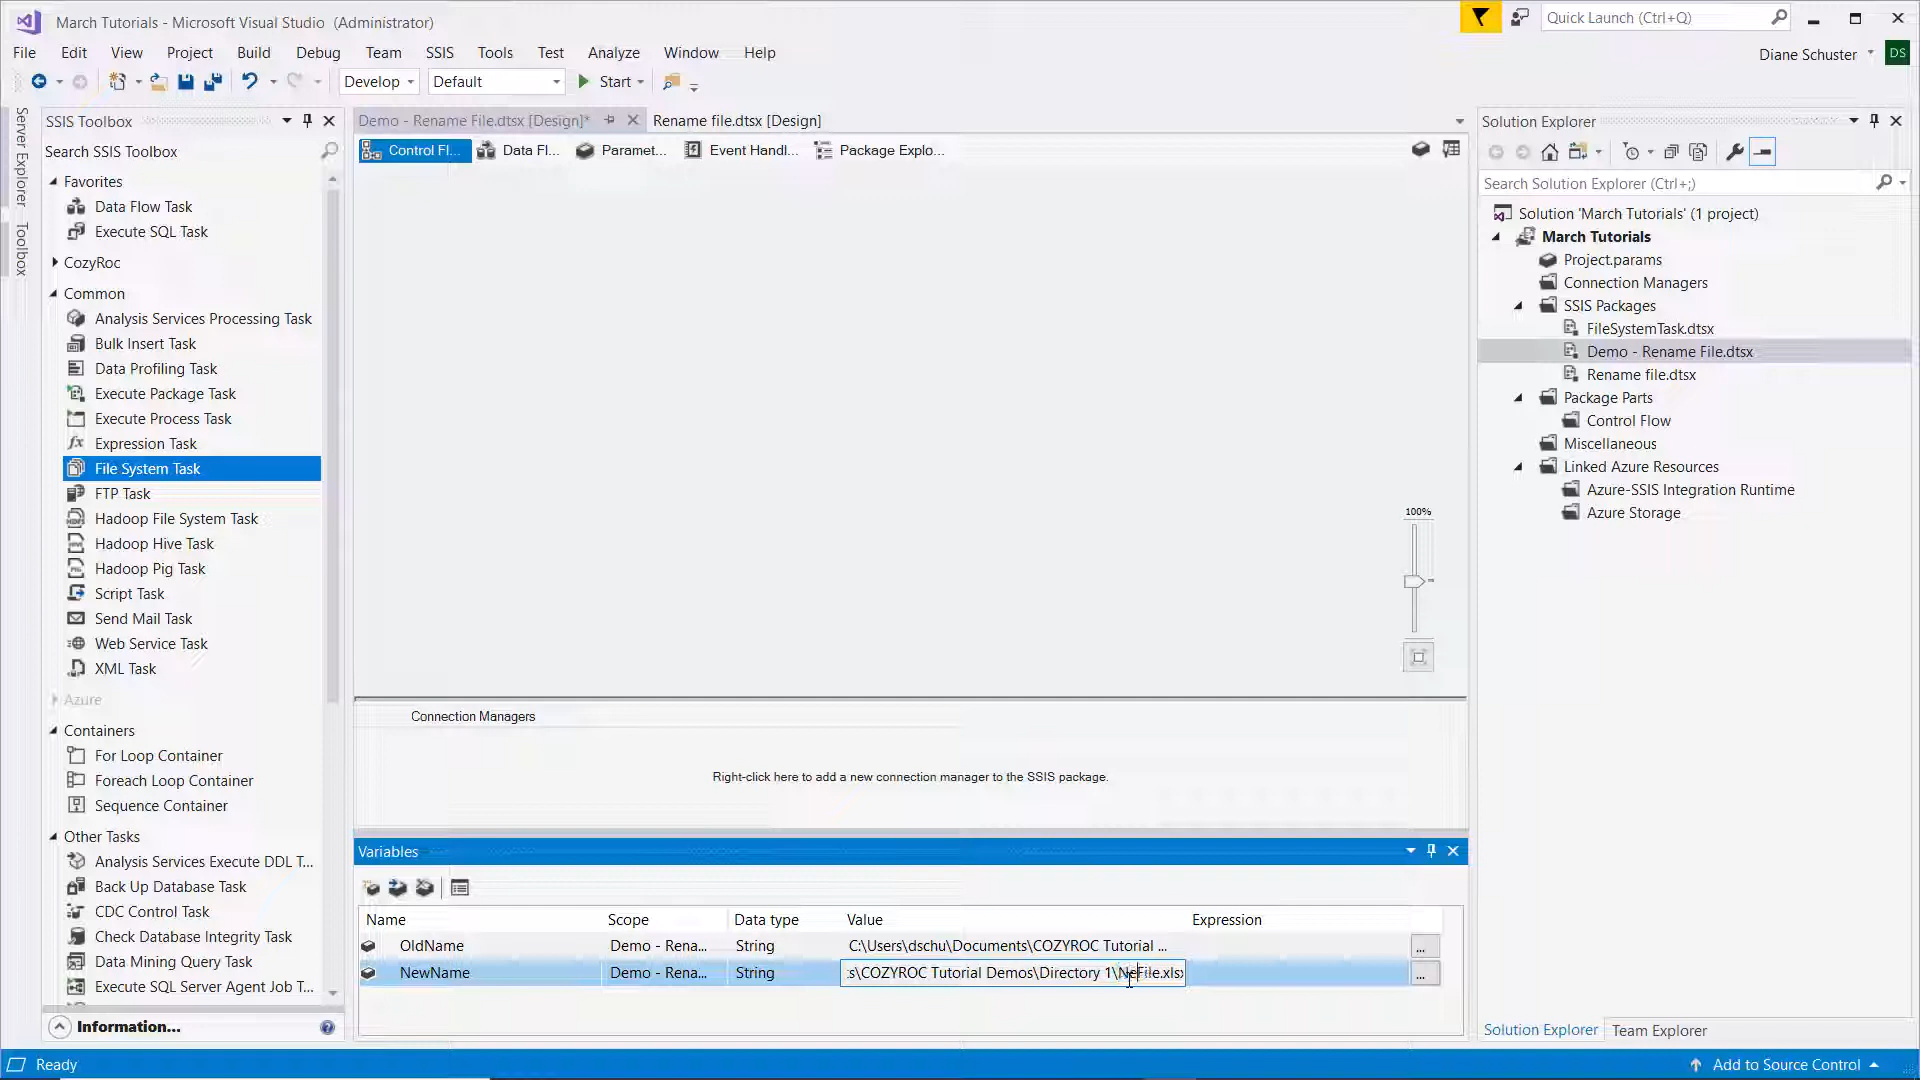 March Tutorials - Microsoft Visual Studio (Administrator)
Quick Launch (Ctrl+Q)
File Edit View Project Build Debug Team SSIS Tools Test Analyze Window Help
Diane Schuster DS
Develop Default Start
Server Explorer
Toolbox
SSIS Toolbox
Search SSIS Toolbox
Favorites
Data Flow Task
Execute SQL Task
CozyRoc
Common
Analysis Services Processing Task
Bulk Insert Task
Data Profiling Task
Execute Package Task
Execute Process Task
Expression Task
File System Task
FTP Task
Hadoop File System Task
Hadoop Hive Task
Hadoop Pig Task
Script Task
Send Mail Task
Web Service Task
XML Task
Azure
Containers
For Loop Container
Foreach Loop Container
Sequence Container
Other Tasks
Analysis Services Execute DDL T...
Back Up Database Task
CDC Control Task
Check Database Integrity Task
Data Mining Query Task
Execute SQL Server Agent Job T...
Information...
Demo - Rename File.dtsx [Design]*
Rename file.dtsx [Design]
Control Fl... Data Fl... Paramet... Event Handl... Package Explo...
100%
Connection Managers
Right-click here to add a new connection manager to the SSIS package.
Variables
Name Scope Data type Value Expression
OldName Demo - Rena... String C:\Users\dschu\Documents\COZYROC Tutorial ... ...
NewName Demo - Rena... String :s\COZYROC Tutorial Demos\Directory 1\NeFile.xlsx ...
Solution Explorer
Search Solution Explorer (Ctrl+;)
Solution 'March Tutorials' (1 project)
March Tutorials
Project.params
Connection Managers
SSIS Packages
FileSystemTask.dtsx
Demo - Rename File.dtsx
Rename file.dtsx
Package Parts
Control Flow
Miscellaneous
Linked Azure Resources
Azure-SSIS Integration Runtime
Azure Storage
Solution Explorer Team Explorer
Ready
Add to Source Control